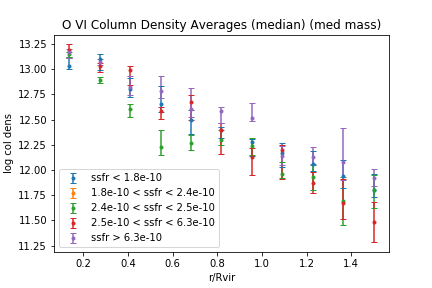 O VI Column Density Averages (median) (med mass)
log col dens
13.25
13.00
12.75
12.50
12.25
12.00
11.75
11.50
11.25
ssfr < 1.8e-10
1.8e-10 < ssfr < 2.4e-10
2.4e-10 < ssfr < 2.5e-10
2.5e-10 < ssfr < 6.3e-10
ssfr > 6.3e-10
0.2 0.4 0.6 0.8 1.0 1.2 1.4
r/Rvir